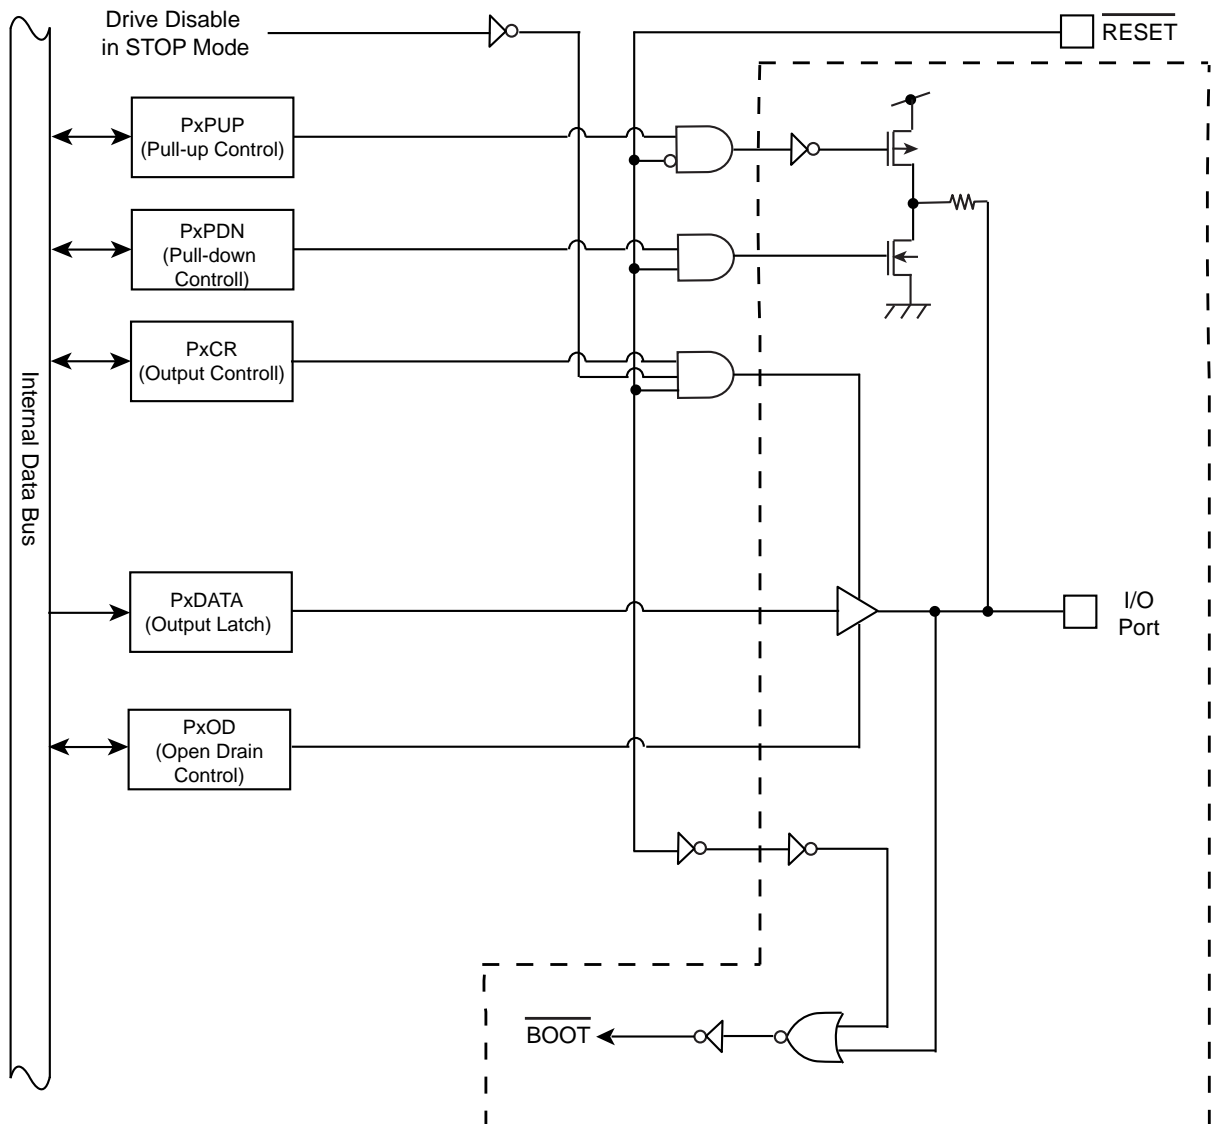 Drive Disable
in STOP Mode
RESET
PxPUP
(Pull-up Control)
PxPDN
(Pull-down
Controll)
PxCR
(Output Controll)
Internal Data Bus
PxDATA
(Output Latch)
I/O
Port
PxOD
(Open Drain
Control)
BOOT